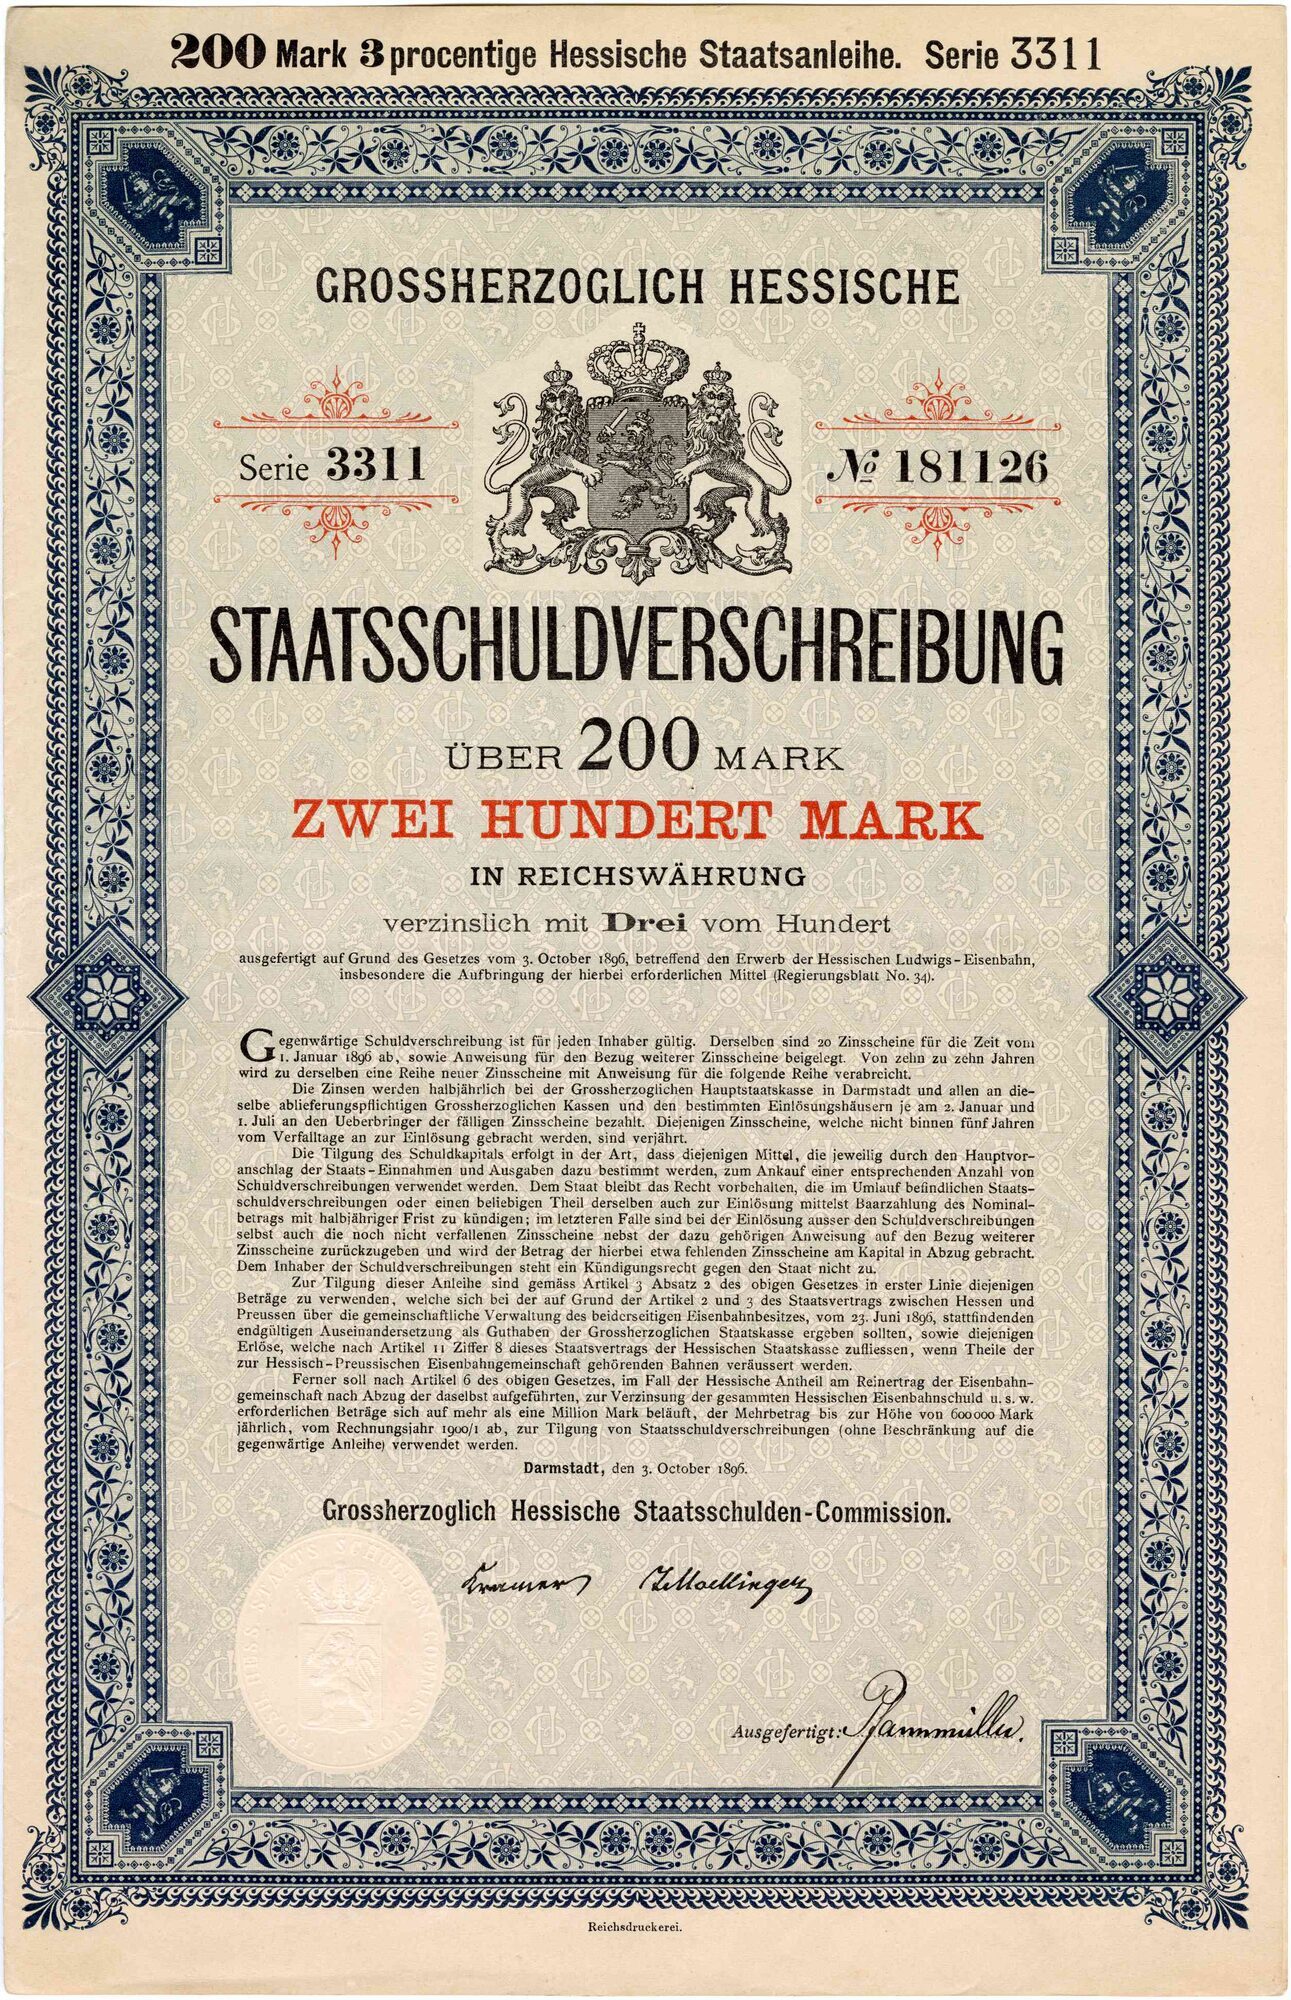 200 Mark 3 procentige Hessische Staatsanleihe. Serie 3311
GROSSHERZOGLICH HESSISCHE
Serie 3311
№ 181126
STAATSSCHULDVERSCHREIBUNG
ÜBER 200 MARK
ZWEI HUNDERT MARK
IN REICHSWÄHRUNG
verzinslich mit Drei vom Hundert
ausgefertigt auf Grund des Gesetzes vom 3. October 1896, betreffend den Erwerb der Hessischen Ludwigs-Eisenbahn,
insbesondere die Aufbringung der hierbei erforderlichen Mittel (Regierungsblatt No. 34).
Gegenwärtige Schuldverschreibung ist für jeden Inhaber gültig. Derselben sind 20 Zinsscheine für die Zeit vom
1. Januar 1896 ab, sowie Anweisung für den Bezug weiterer Zinsscheine beigelegt. Von zehn zu zehn Jahren
wird zu derselben eine Reihe neuer Zinsscheine mit Anweisung für die folgende Reihe verabreicht.
Die Zinsen werden halbjährlich bei der Grossherzoglichen Hauptstaatskasse in Darmstadt und allen an die-
selbe ablieferungspflichtigen Grossherzoglichen Kassen und den bestimmten Einlösungshäusern je am 2. Januar und
1. Juli an den Ueberbringer der fälligen Zinsscheine bezahlt. Diejenigen Zinsscheine, welche nicht binnen fünf Jahren
vom Verfalltage an zur Einlösung gebracht werden, sind verjährt.
Die Tilgung des Schuldkapitals erfolgt in der Art, dass diejenigen Mittel, die jeweilig durch den Hauptvor-
anschlag der Staats-Einnahmen und Ausgaben dazu bestimmt werden, zum Ankauf einer entsprechenden Anzahl von
Schuldverschreibungen verwendet werden. Dem Staat bleibt das Recht vorbehalten, die im Umlauf befindlichen Staats-
schuldverschreibungen oder einen beliebigen Theil derselben auch zur Einlösung mittelst Baarzahlung des Nominal-
betrags mit halbjähriger Frist zu kündigen; im letzteren Falle sind bei der Einlösung ausser den Schuldverschreibungen
selbst auch die noch nicht verfallenen Zinsscheine nebst der dazu gehörigen Anweisung auf den Bezug weiterer
Zinsscheine zurückzugeben und wird der Betrag der hierbei etwa fehlenden Zinsscheine am Kapital in Abzug gebracht.
Dem Inhaber der Schuldverschreibungen steht ein Kündigungsrecht gegen den Staat nicht zu.
Zur Tilgung dieser Anleihe sind gemäss Artikel 3 Absatz 2 des obigen Gesetzes in erster Linie diejenigen
Beträge zu verwenden, welche sich bei der auf Grund der Artikel 2 und 3 des Staatsvertrags zwischen Hessen und
Preussen über die gemeinschaftliche Verwaltung des beiderseitigen Eisenbahnbesitzes, vom 23. Juni 1896, stattfindenden
endgültigen Auseinandersetzung als Guthaben der Grossherzoglichen Staatskasse ergeben sollten, sowie diejenigen
Erlöse, welche nach Artikel 11 Ziffer 8 dieses Staatsvertrags der Hessischen Staatskasse zufliessen, wenn Theile der
zur Hessisch-Preussischen Eisenbahngemeinschaft gehörenden Bahnen veräussert werden.
Ferner soll nach Artikel 6 des obigen Gesetzes, im Fall der Hessische Antheil am Reinertrag der Eisenbahn-
gemeinschaft nach Abzug der daselbst aufgeführten, zur Verzinsung der gesammten Hessischen Eisenbahnschuld u. s. w.
erforderlichen Beträge sich auf mehr als eine Million Mark beläuft, der Mehrbetrag bis zur Höhe von 600 000 Mark
jährlich, vom Rechnungsjahr 1900/1 ab, zur Tilgung von Staatsschuldverschreibungen (ohne Beschränkung auf die
gegenwärtige Anleihe) verwendet werden.
Darmstadt, den 3. October 1896.
Grossherzoglich Hessische Staatsschulden-Commission.
Kramer
Ausgefertigt: Pfannmüller.
Reichsdruckerei.